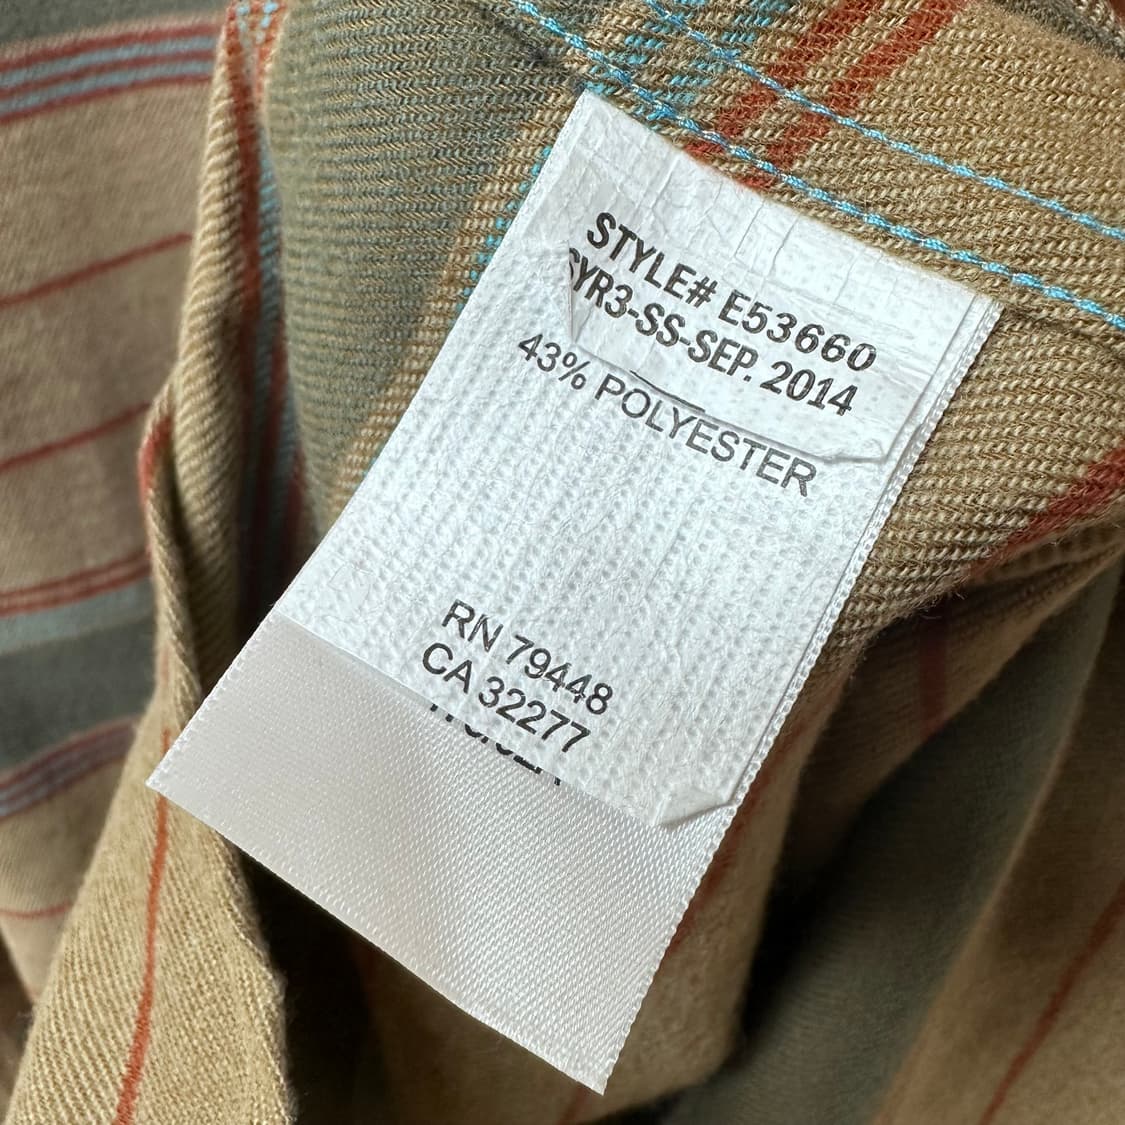 STYLE# E53660
SYR3-SS-SEP. 2014
43% POLYESTER
RN 79448
CA 32277